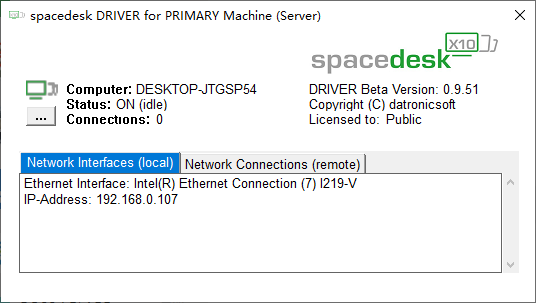 spacedesk DRIVER for PRIMARY Machine (Server)
spacedesk X10
Computer: DESKTOP-JTGSP54
Status: ON (idle)
Connections: 0
...
DRIVER Beta Version: 0.9.51
Copyright (C) datronicsoft
Licensed to: Public
Network Interfaces (local)
Network Connections (remote)
Ethernet Interface: Intel(R) Ethernet Connection (7) I219-V
IP-Address: 192.168.0.107